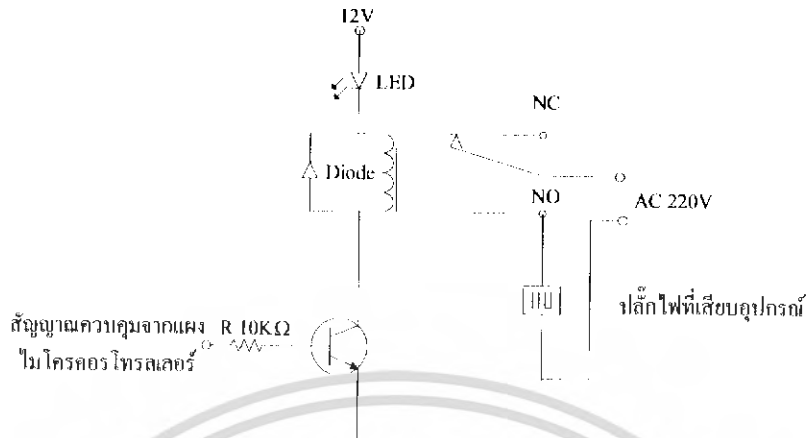 12V
LED
NC
Diode
NO
AC 220V
ปลั๊กไฟที่เสียบอุปกรณ์
สัญญาณควบคุมจากแผง R 10KΩ
ไมโครคอรโทรลเลอร์